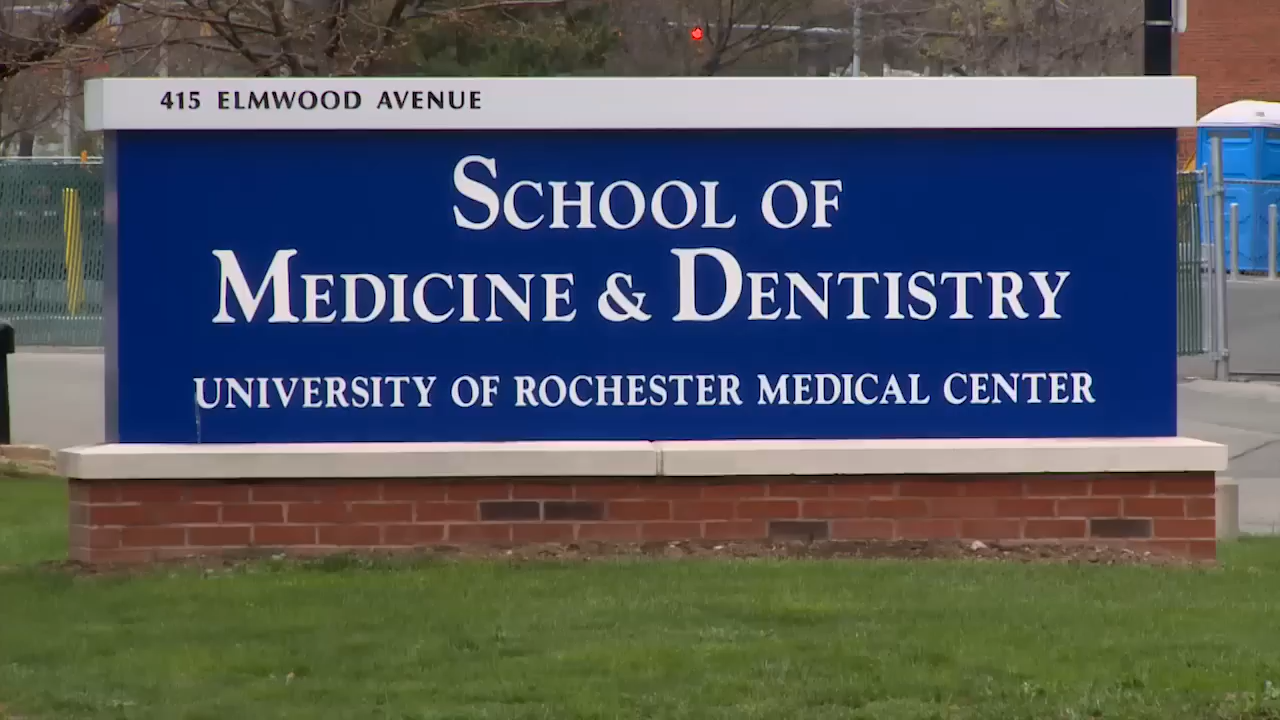 415 ELMWOOD AVENUE
SCHOOL OF
MEDICINE & DENTISTRY
UNIVERSITY OF ROCHESTER MEDICAL CENTER